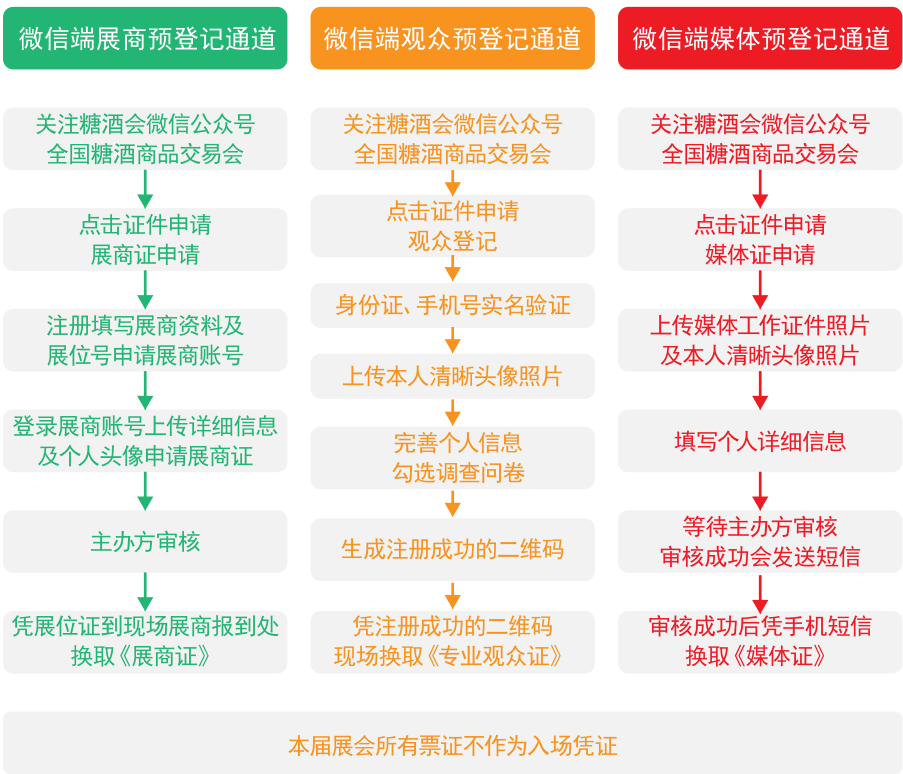 微信端展商预登记通道
关注糖酒会微信公众号
全国糖酒商品交易会
点击证件申请
展商证申请
注册填写展商资料及
展位号申请展商账号
登录展商账号上传详细信息
及个人头像申请展商证
主办方审核
凭展位证到现场展商报到处
换取《展商证》
微信端观众预登记通道
关注糖酒会微信公众号
全国糖酒商品交易会
点击证件申请
观众登记
身份证、手机号实名验证
上传本人清晰头像照片
完善个人信息
勾选调查问卷
生成注册成功的二维码
凭注册成功的二维码
现场换取《专业观众证》
微信端媒体预登记通道
关注糖酒会微信公众号
全国糖酒商品交易会
点击证件申请
媒体证申请
上传媒体工作证件照片
及本人清晰头像照片
填写个人详细信息
等待主办方审核
审核成功会发送短信
审核成功后凭手机短信
换取《媒体证》
本届展会所有票证不作为入场凭证